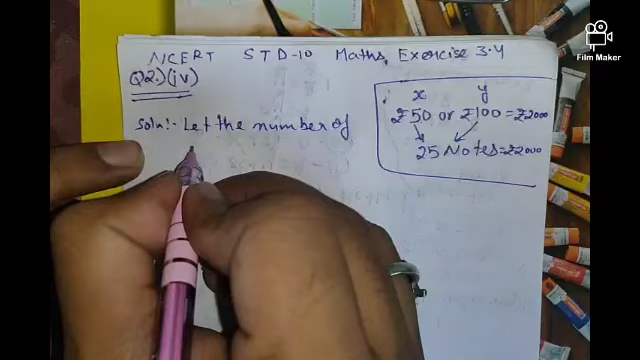 NCERT STD-10 Maths, Exercise 3.4
Q2.)(iv)
x y
₹50 or ₹100 = ₹2000
25 Notes = ₹2000
Soln:- Let the number of
Film Maker